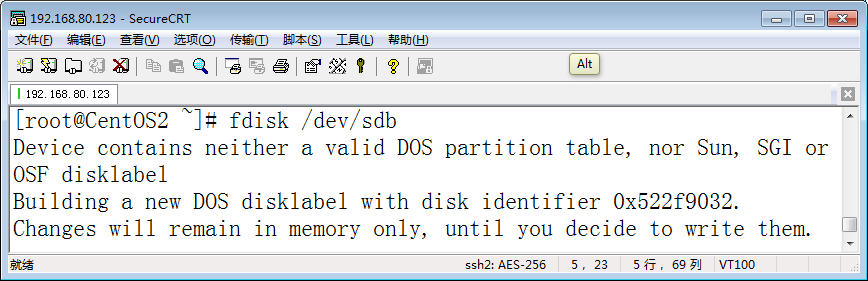 192.168.80.123 - SecureCRT
文件(F) 编辑(E) 查看(V) 选项(O) 传输(T) 脚本(S) 工具(L) 帮助(H)
Alt
192.168.80.123
[root@CentOS2 ~]# fdisk /dev/sdb
Device contains neither a valid DOS partition table, nor Sun, SGI or
OSF disklabel
Building a new DOS disklabel with disk identifier 0x522f9032.
Changes will remain in memory only, until you decide to write them.
就绪 ssh2: AES-256 5, 23 5 行, 69 列 VT100